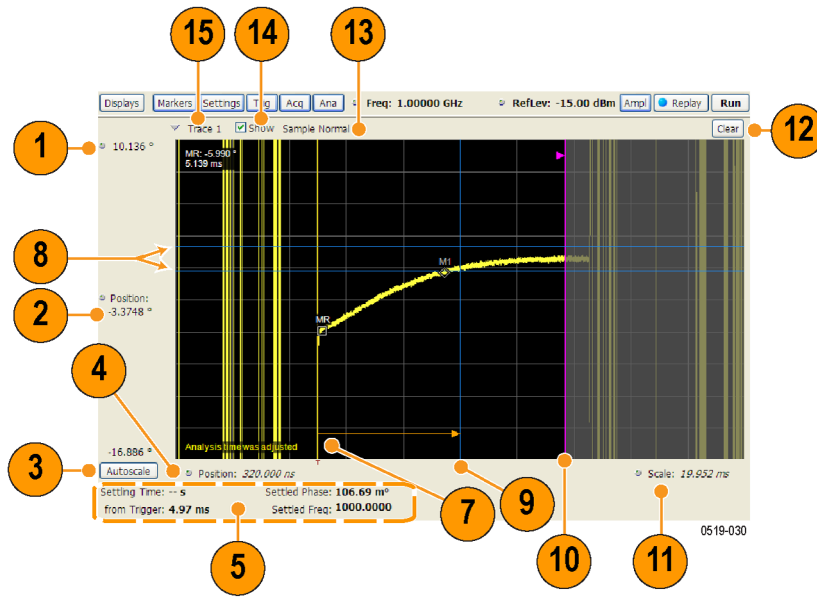 15 14 13
Displays Markers Settings Trig Acq Ana Freq: 1.00000 GHz RefLev: -15.00 dBm Ampl Replay Run
Trace 1 Show Sample Normal Clear
12
1
10.136 °
MR: -5.990 °
5.139 ms
8
M1
Position:
2
-3.3748 °
MR
4
-16.886 °
Analysis time was adjusted
3
Autoscale
Position: 320.000 ns
T
Scale: 19.952 ms
Settling Time: -- s Settled Phase: 106.69 m°
from Trigger: 4.97 ms Settled Freq: 1000.0000
7
9
0519-030
5
10
11